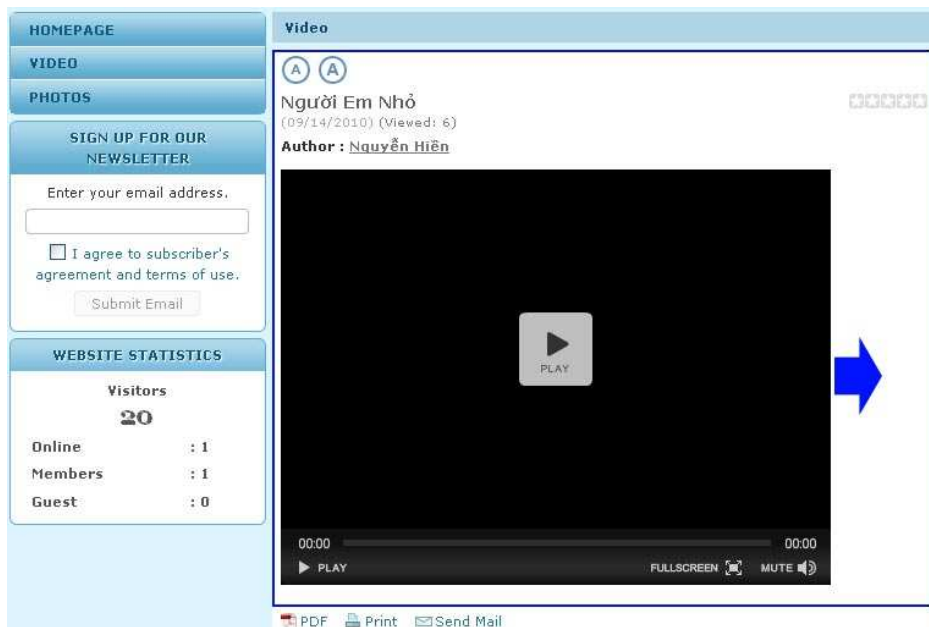 HOMEPAGE
VIDEO
PHOTOS
SIGN UP FOR OUR
NEWSLETTER
Enter your email address.
I agree to subscriber's
agreement and terms of use.
Submit Email
WEBSITE STATISTICS
Visitors
20
Online : 1
Members : 1
Guest : 0
Video
A A
Người Em Nhỏ
(09/14/2010) (Viewed: 6)
Author : Nguyễn Hiền
PLAY
00:00 00:00
PLAY FULLSCREEN MUTE
PDF Print Send Mail